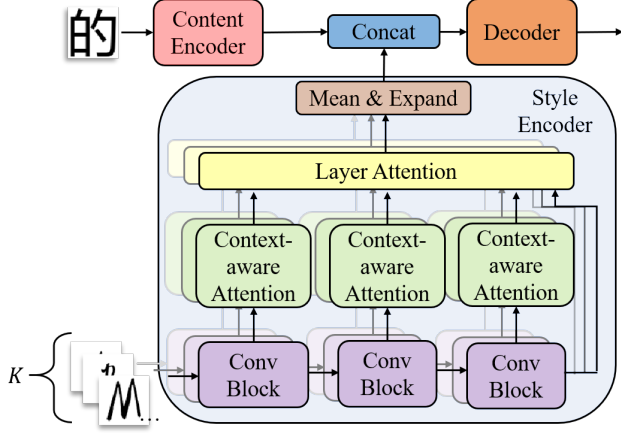 的
Content
Encoder
Concat
Decoder
Mean & Expand
Style
Encoder
Layer Attention
Context-
aware
Attention
Context-
aware
Attention
Context-
aware
Attention
K
M
...
Conv
Block
Conv
Block
Conv
Block